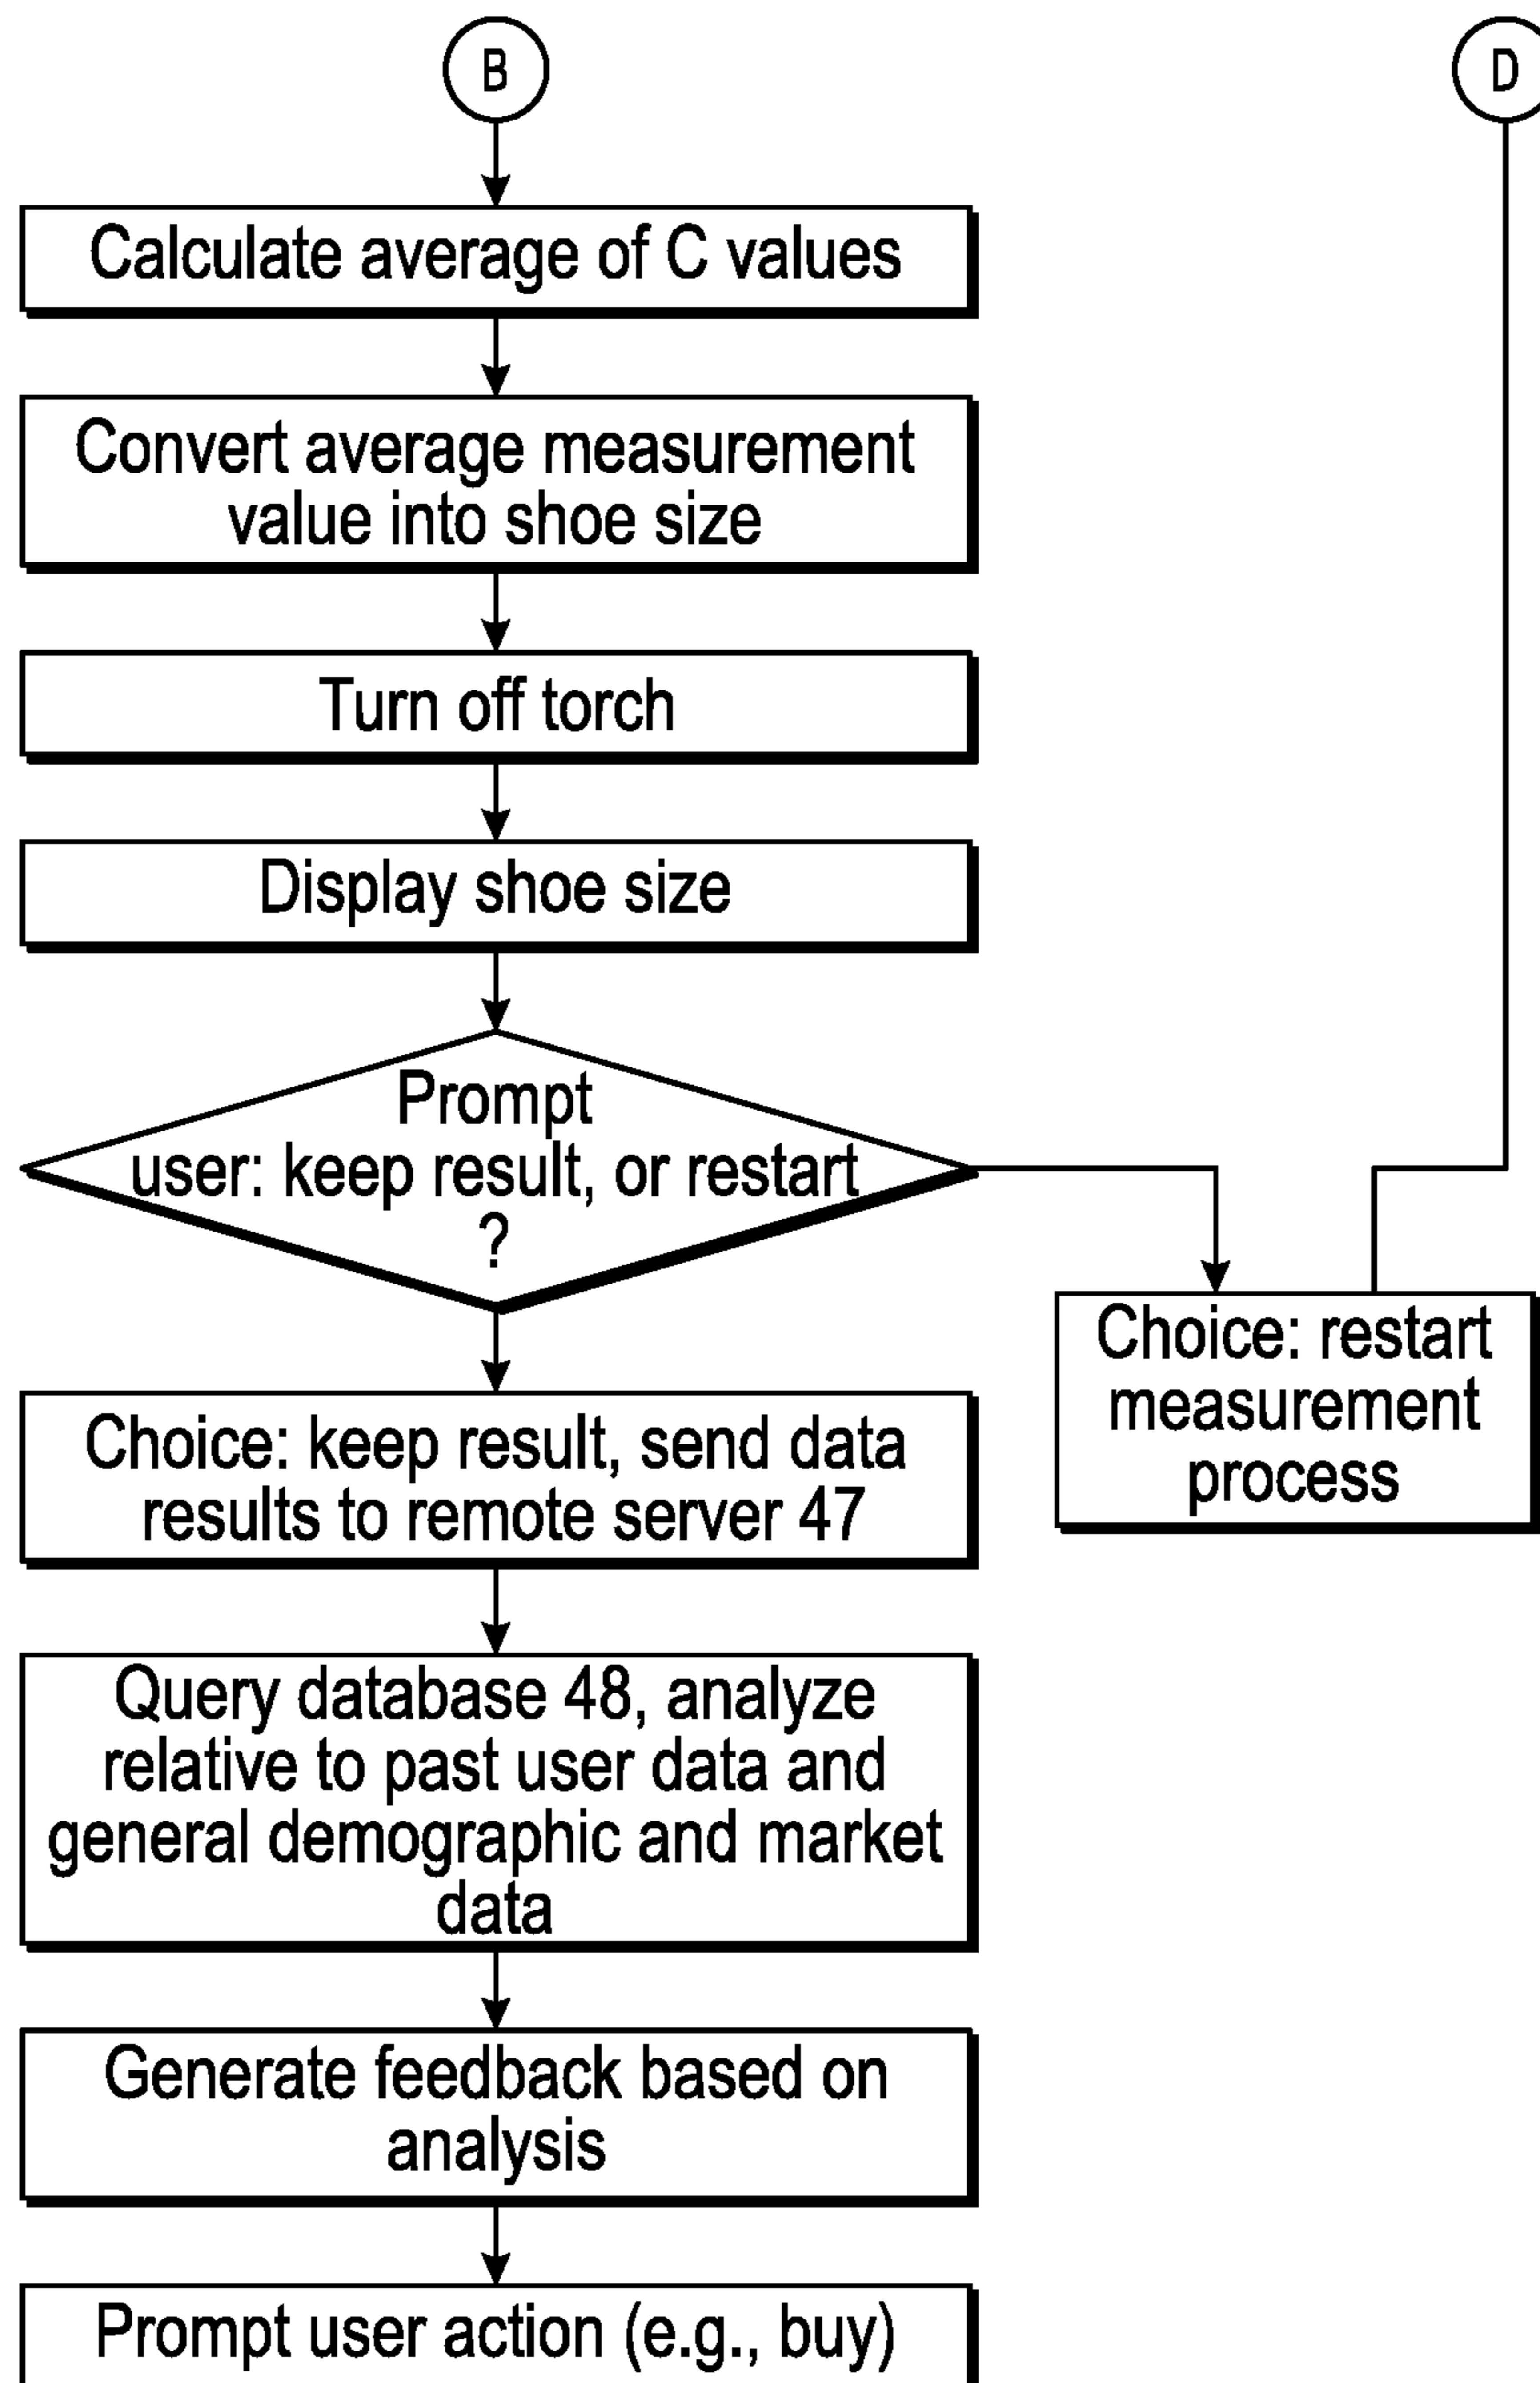 B
D
Calculate average of C values
Convert average measurement
value into shoe size
Turn off torch
Display shoe size
Prompt
user: keep result, or restart
?
Choice: restart
measurement
process
Choice: keep result, send data
results to remote server 47
Query database 48, analyze
relative to past user data and
general demographic and market
data
Generate feedback based on
analysis
Prompt user action (e.g., buy)